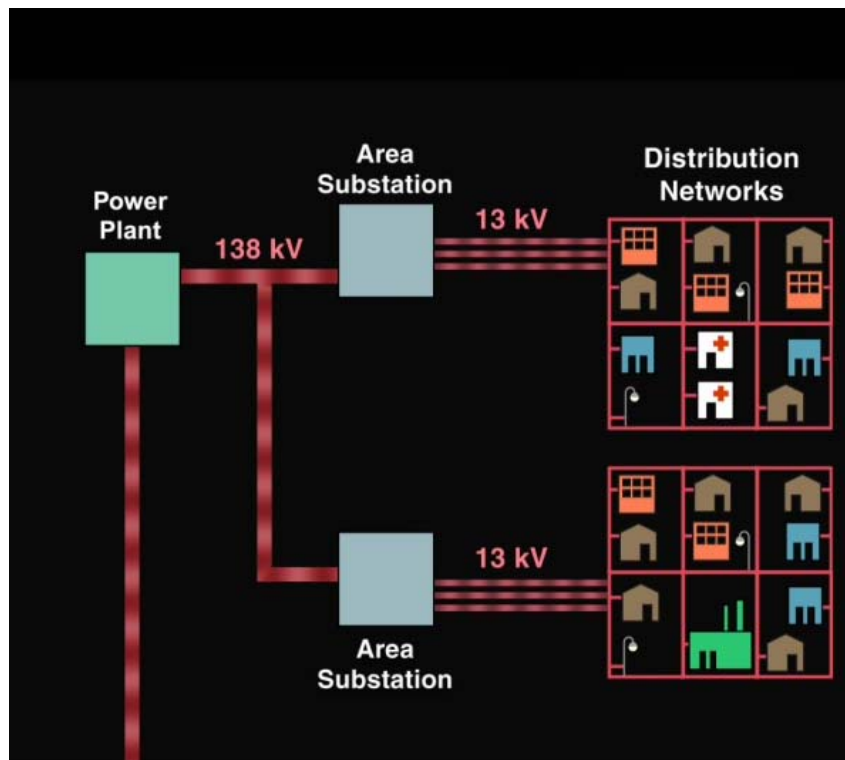 Power
Plant
138 kV
Area
Substation
13 kV
Distribution
Networks
13 kV
Area
Substation